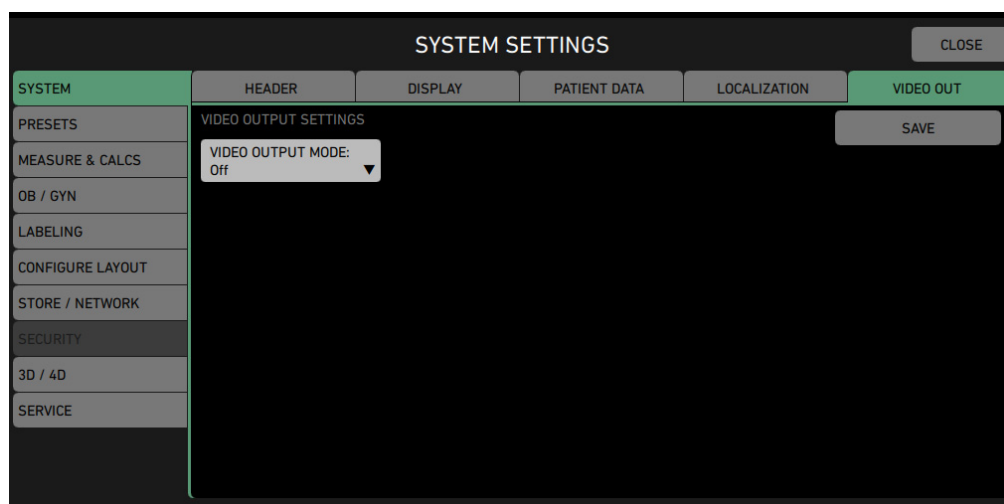 SYSTEM SETTINGS
CLOSE
SYSTEM
HEADER
DISPLAY
PATIENT DATA
LOCALIZATION
VIDEO OUT
PRESETS
VIDEO OUTPUT SETTINGS
SAVE
MEASURE & CALCS
VIDEO OUTPUT MODE:
Off
OB / GYN
LABELING
CONFIGURE LAYOUT
STORE / NETWORK
SECURITY
3D / 4D
SERVICE